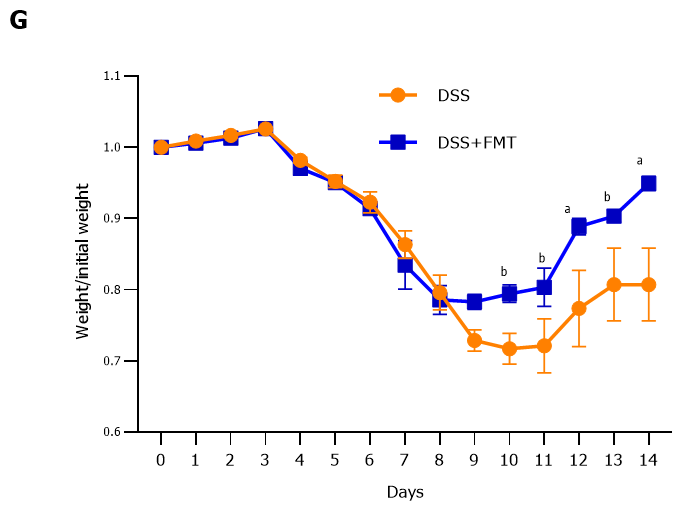 G
1.1
1.0
0.9
0.8
0.7
0.6
Weight/initial weight
DSS
DSS+FMT
b
b
a
b
a
0 1 2 3 4 5 6 7 8 9 10 11 12 13 14
Days